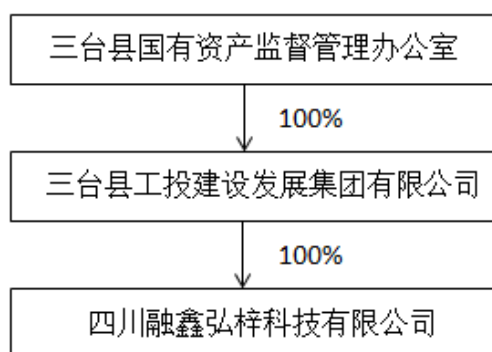 三台县国有资产监督管理办公室
100%
三台县工投建设发展集团有限公司
100%
四川融鑫弘梓科技有限公司